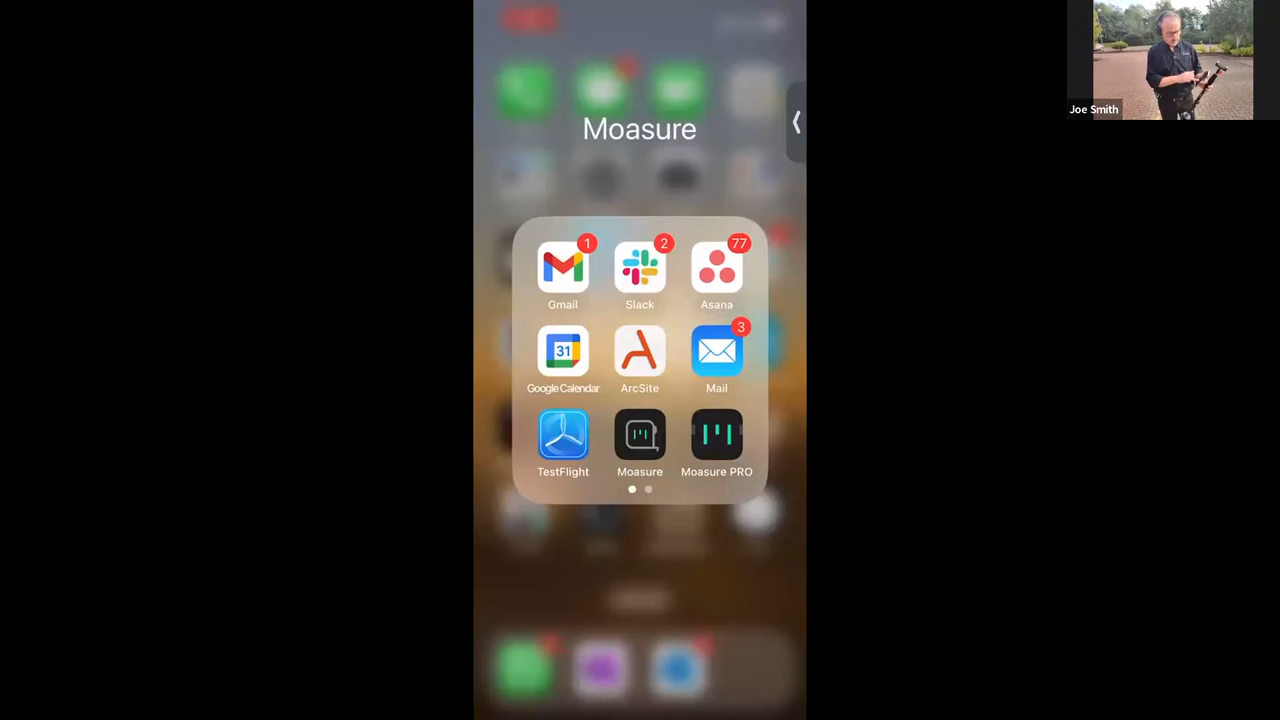 Joe Smith
Moasure
1
2
77
Gmail
Slack
Asana
3
31
Google Calendar
ArcSite
Mail
TestFlight
Moasure
Moasure PRO